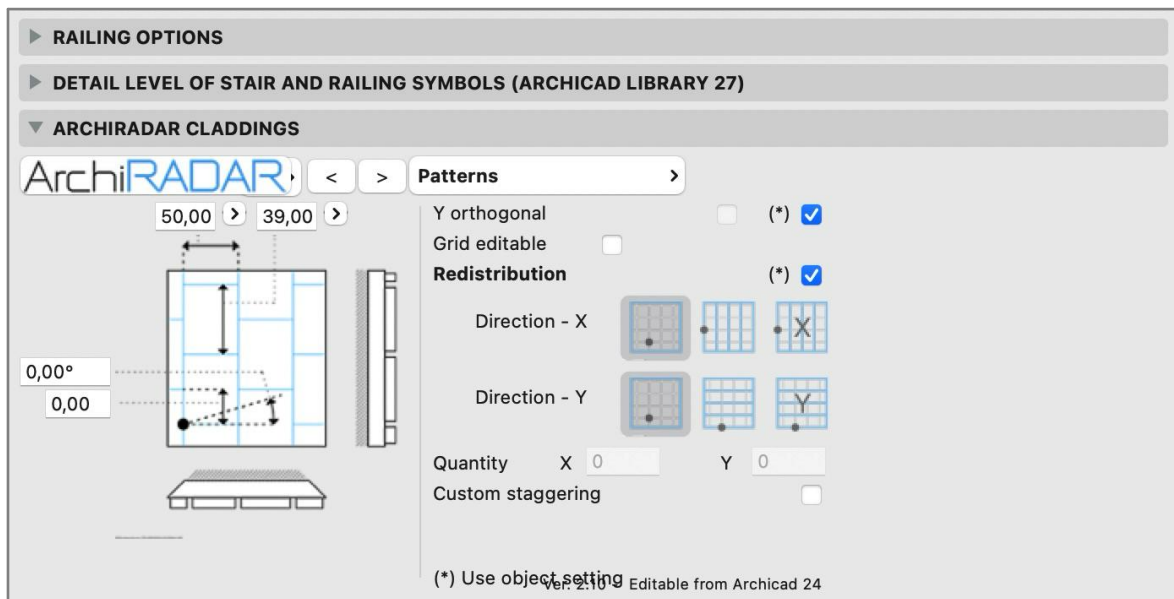 RAILING OPTIONS
DETAIL LEVEL OF STAIR AND RAILING SYMBOLS (ARCHICAD LIBRARY 27)
ARCHIRADAR CLADDINGS
ArchiRADAR < > Patterns >
50,00 > 39,00 >
Y orthogonal (*)
Grid editable
Redistribution (*)
Direction - X X
0,00°
0,00
Direction - Y Y
Quantity X 0 Y 0
Custom staggering
(*) Use object setting
Ver. 2.10 - Editable from Archicad 24